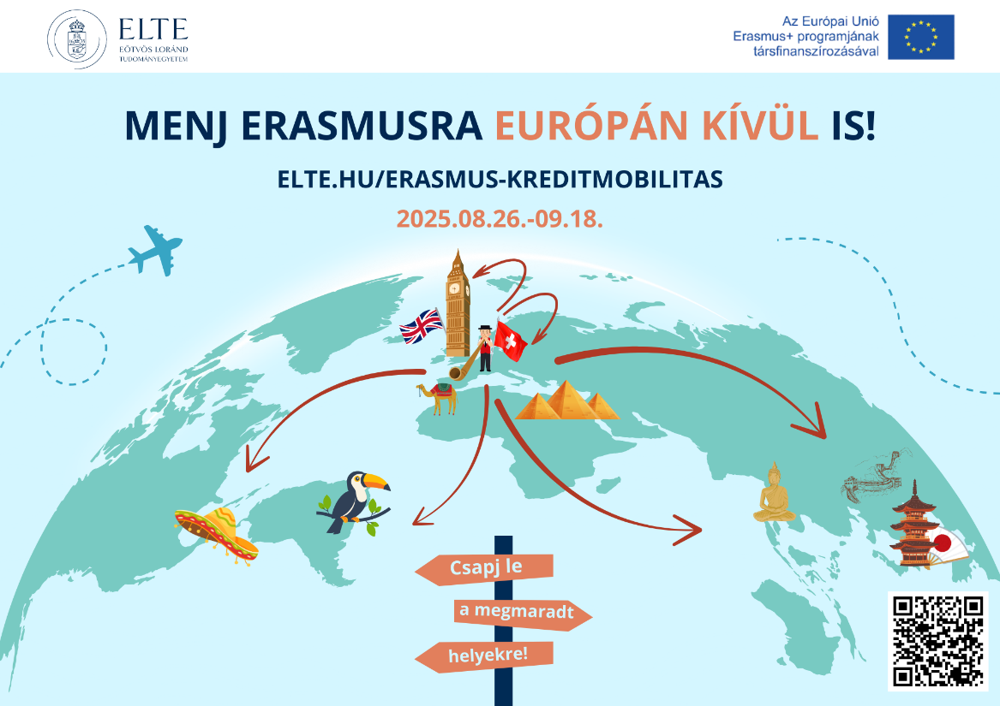 ELTE
EÖTVÖS LORÁND
TUDOMÁNYEGYETEM
Az Európai Unió
Erasmus+ programjának
társfinanszírozásával
MENJ ERASMUSRA EURÓPÁN KÍVÜL IS!
ELTE.HU/ERASMUS-KREDITMOBILITAS
2025.08.26.-09.18.
Csapj le
a megmaradt
helyekre!